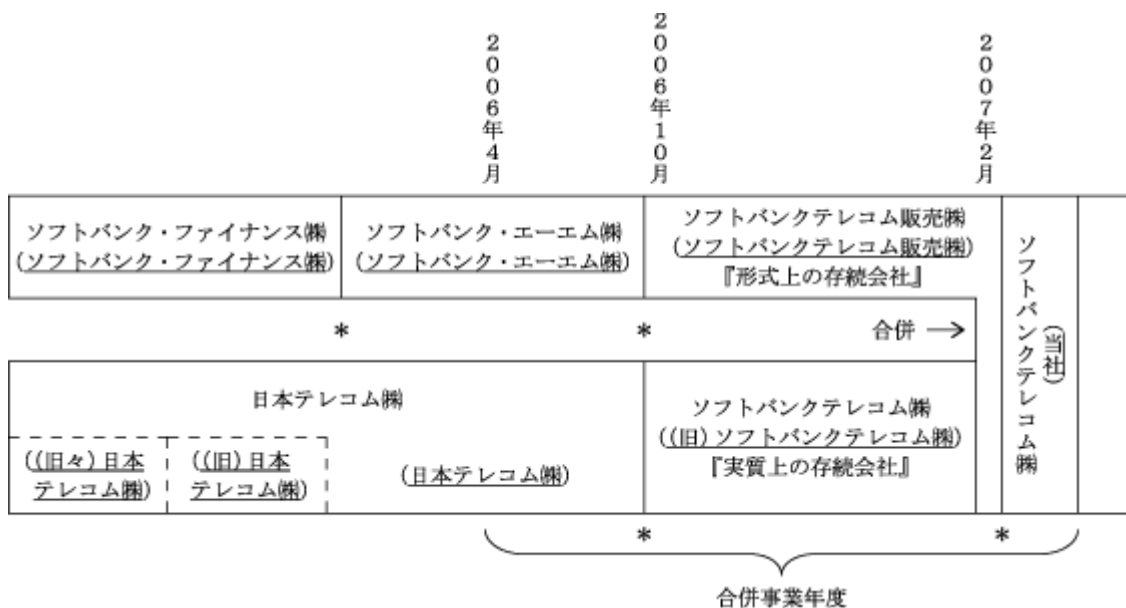 2006年4月
2006年10月
2007年2月
ソフトバンク・ファイナンス㈱
(ソフトバンク・ファイナンス㈱)
ソフトバンク・エーエム㈱
(ソフトバンク・エーエム㈱)
ソフトバンクテレコム販売㈱
(ソフトバンクテレコム販売㈱)
『形式上の存続会社』
ソフトバンクテレコム㈱
(当社)
*
*
合併 →
日本テレコム㈱
((旧々)日本
テレコム㈱)
((旧)日本
テレコム㈱)
(日本テレコム㈱)
ソフトバンクテレコム㈱
((旧)ソフトバンクテレコム㈱)
『実質上の存続会社』
*
*
合併事業年度